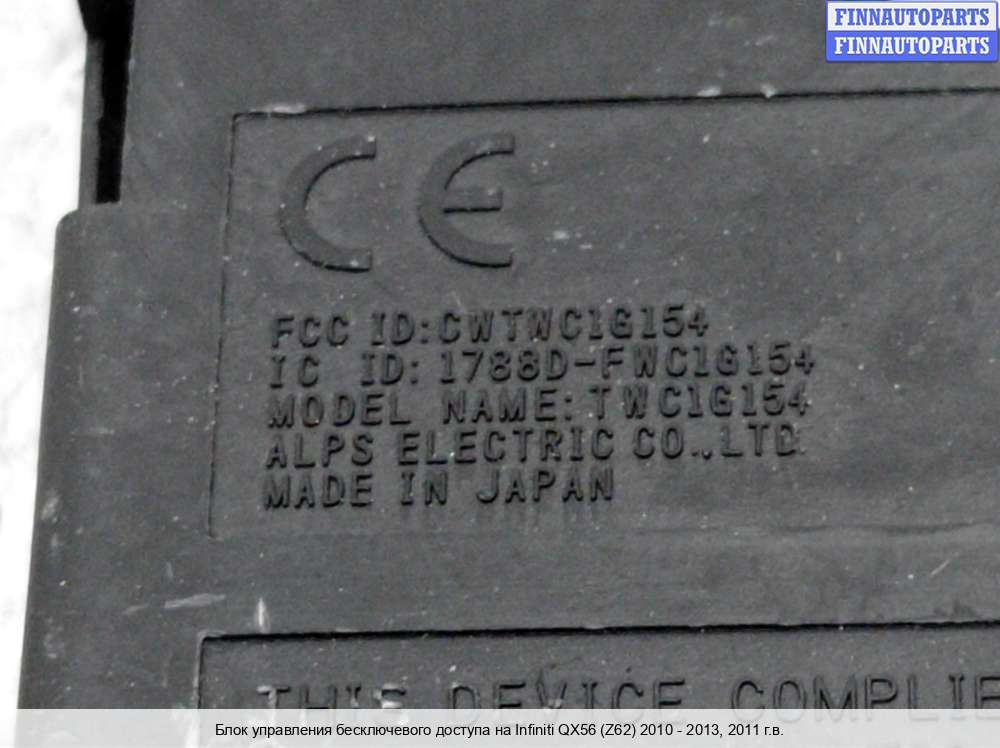 FINNAUTOPARTS
FINNAUTOPARTS
CE
FCC ID:CWTWC1G154
IC ID: 1788D-FWC1G154
MODEL NAME: TWC1G154
ALPS ELECTRIC CO.,LTD.
MADE IN JAPAN
THIS DEVICE COMPLIE
Блок управления бесключевого доступа на Infiniti QX56 (Z62) 2010 - 2013, 2011 г.в.